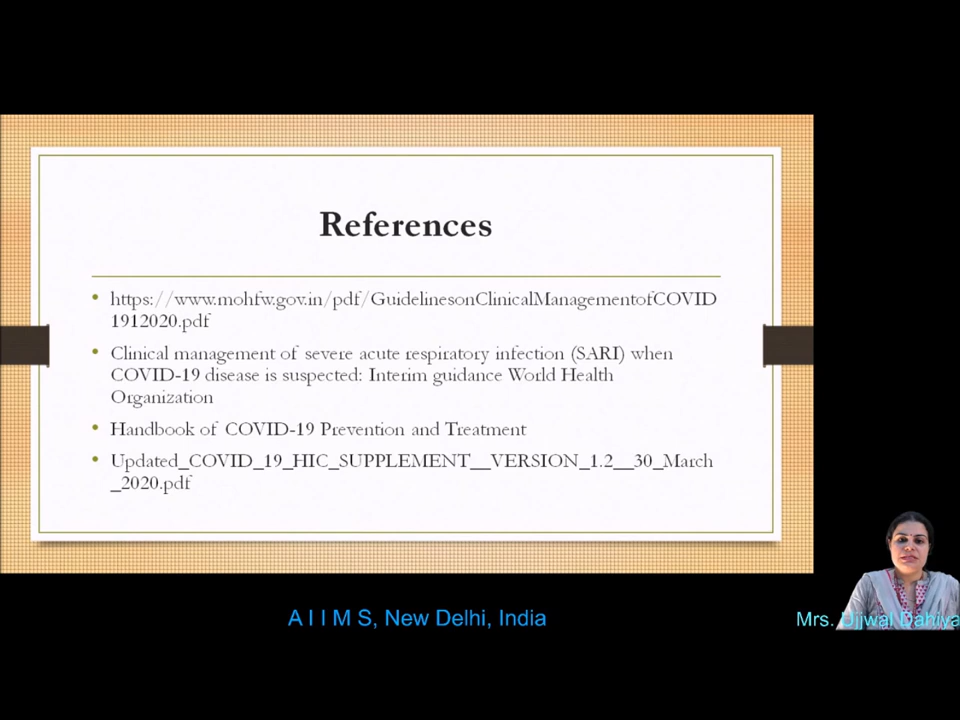 References
• https://www.mohfw.gov.in/pdf/GuidelinesonClinicalManagementofCOVID
1912020.pdf
• Clinical management of severe acute respiratory infection (SARI) when
COVID-19 disease is suspected: Interim guidance World Health
Organization
• Handbook of COVID-19 Prevention and Treatment
• Updated_COVID_19_HIC_SUPPLEMENT__VERSION_1.2__30_March
_2020.pdf
A I I M S, New Delhi, India
Mrs. Ujjwal Dahiya